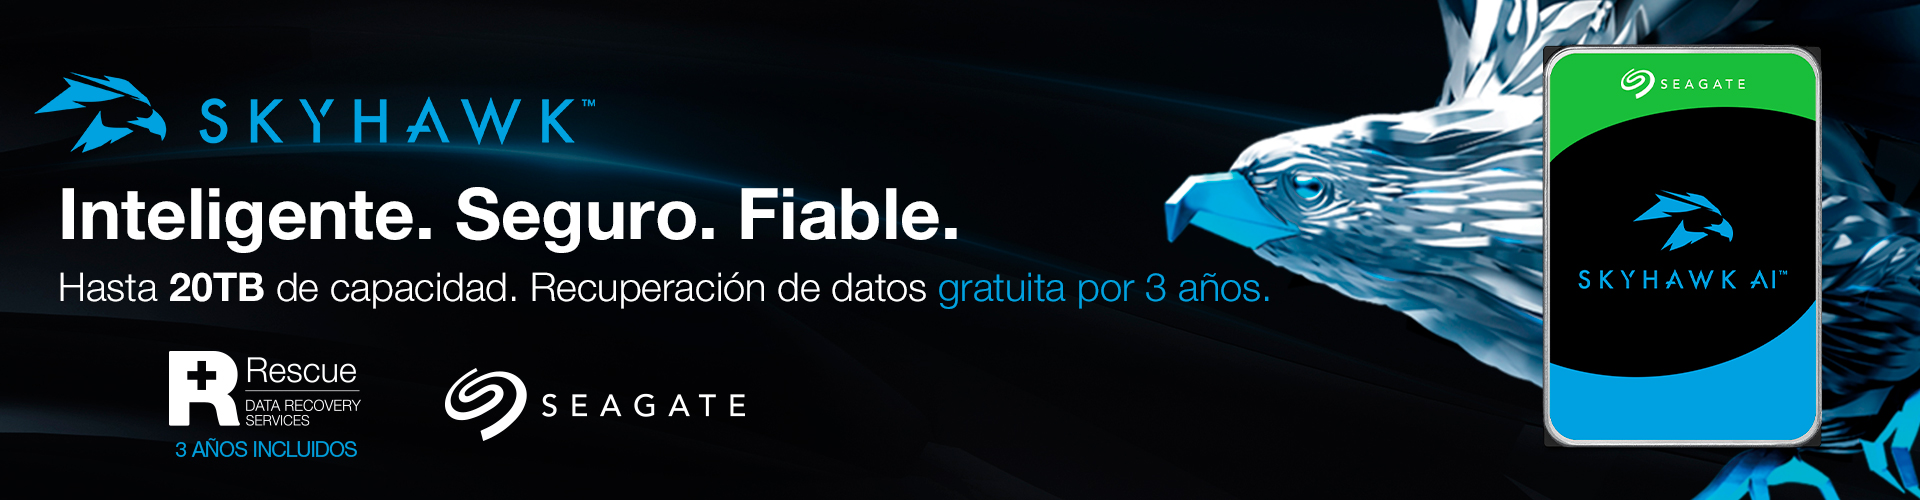 SKYHAWK™
Inteligente. Seguro. Fiable.
Hasta 20TB de capacidad. Recuperación de datos gratuita por 3 años.
R
Rescue
DATA RECOVERY
SERVICES
3 AÑOS INCLUIDOS
SEAGATE
SEAGATE
SKYHAWK AI™